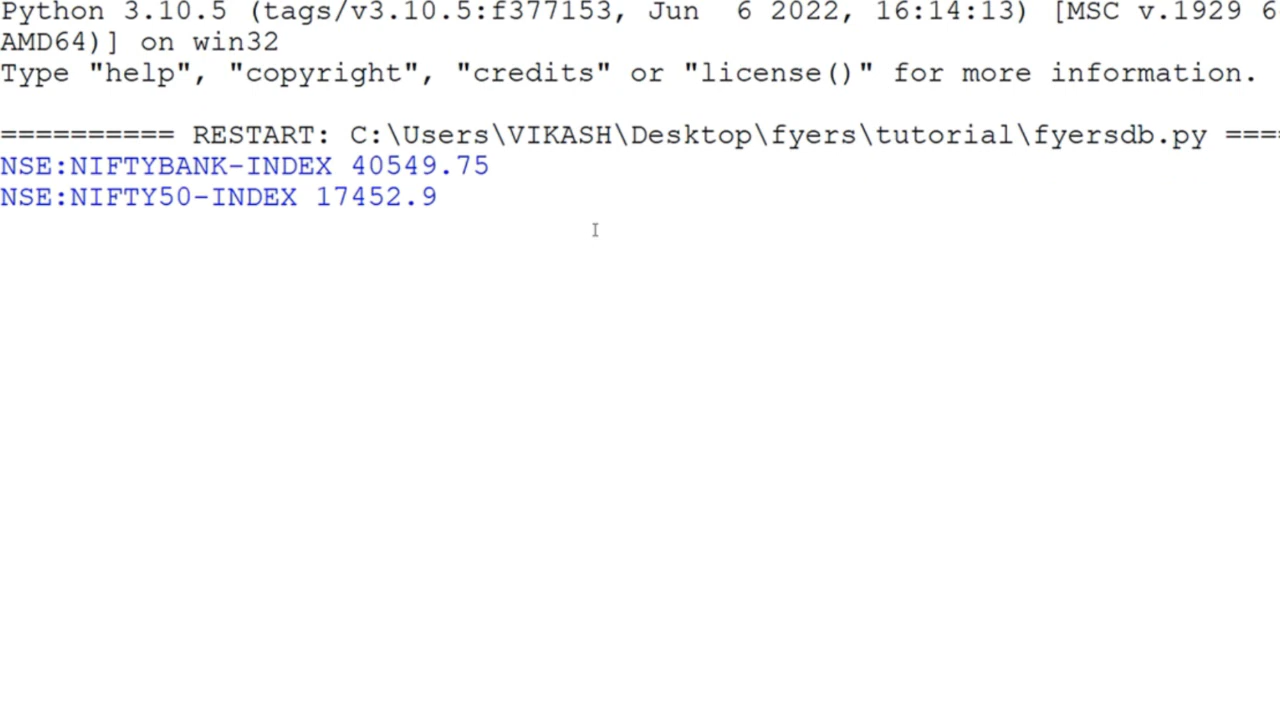 Python 3.10.5 (tags/v3.10.5:f377153, Jun  6 2022, 16:14:13) [MSC v.1929 6
AMD64)] on win32
Type "help", "copyright", "credits" or "license()" for more information.
========== RESTART: C:\Users\VIKASH\Desktop\fyers\tutorial\fyersdb.py ====
NSE:NIFTYBANK-INDEX 40549.75
NSE:NIFTY50-INDEX 17452.9